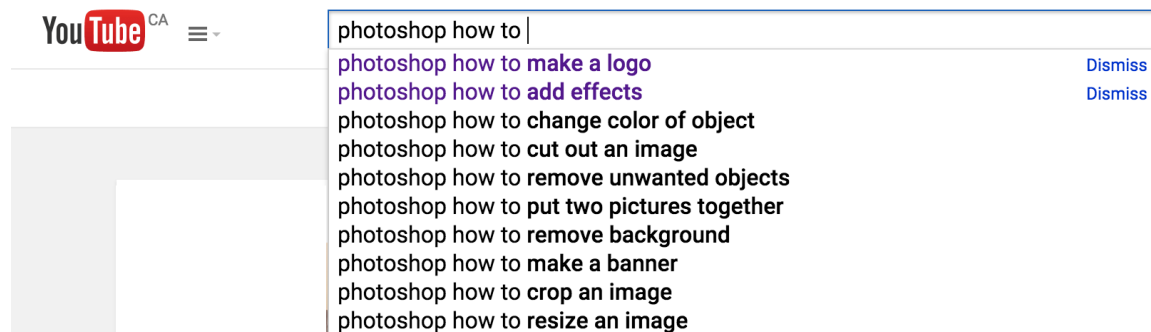 YouTube CA
photoshop how to
photoshop how to make a logo Dismiss
photoshop how to add effects Dismiss
photoshop how to change color of object
photoshop how to cut out an image
photoshop how to remove unwanted objects
photoshop how to put two pictures together
photoshop how to remove background
photoshop how to make a banner
photoshop how to crop an image
photoshop how to resize an image